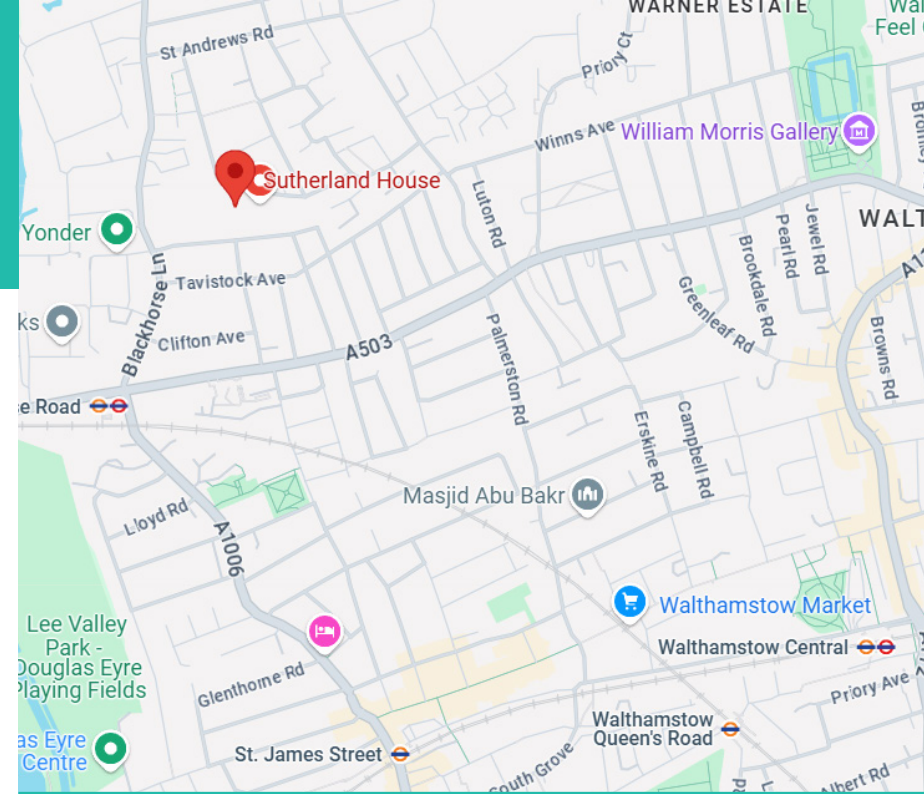 WARNER ESTATE
St Andrews Rd
Priory Ct
Winns Ave
William Morris Gallery
Sutherland House
Luton Rd
Yonder
Tavistock Ave
Blackhorse Ln
Clifton Ave
A503
Palmerston Rd
Greenleaf Rd
Brookdale Rd
Pearl Rd
Jewel Rd
Browns Rd
Road
Erskine Rd
Campbell Rd
Masjid Abu Bakr
Lloyd Rd
A1006
Walthamstow Market
Lee Valley
Park -
Douglas Eyre
Playing Fields
Walthamstow Central
Glenthorne Rd
Priory Ave
Walthamstow
Queen's Road
Eyre
Centre
St. James Street
South Grove
Albert Rd